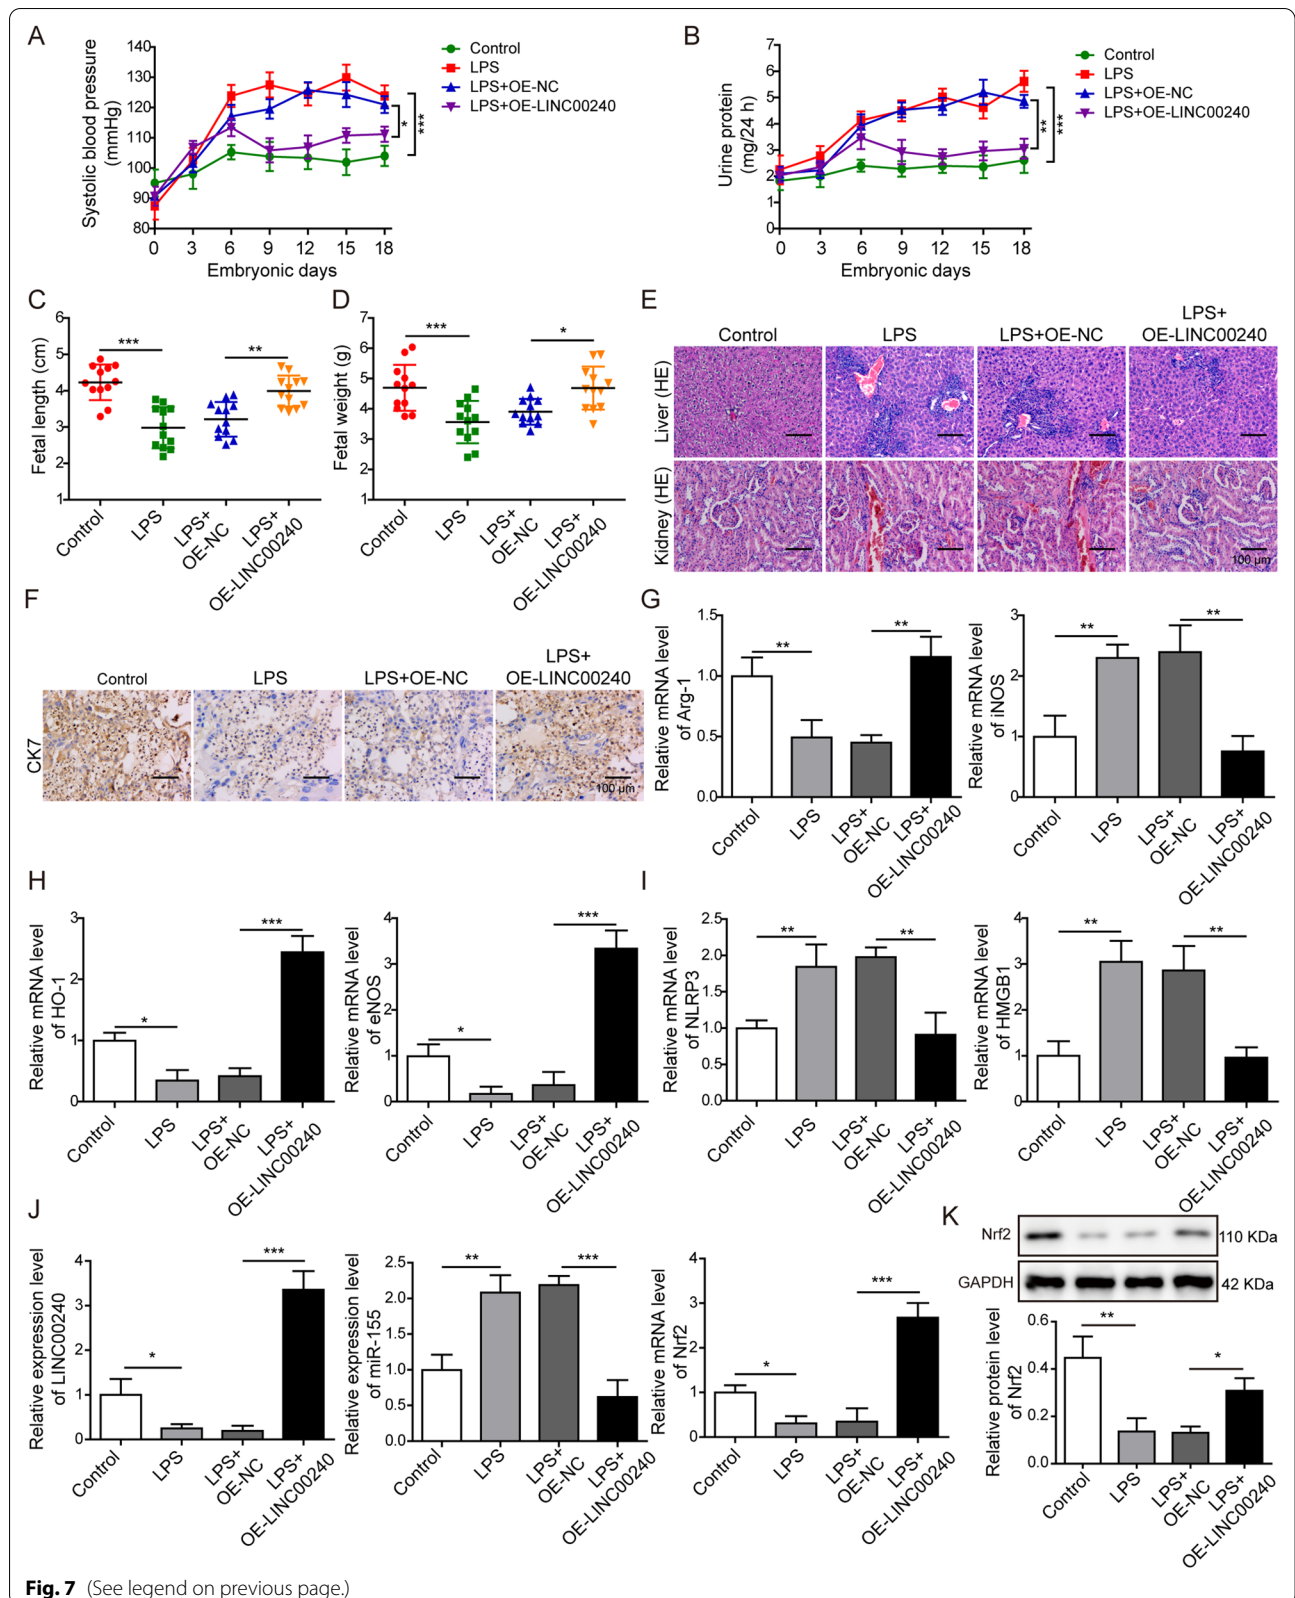 A
Systolic blood pressure
(mmHg)
140
130
120
110
100
90
80
0 3 6 9 12 15 18
Embryonic days
Control
LPS
LPS+OE-NC
LPS+OE-LINC00240
*
***
B
Urine protein
(mg/24 h)
7
6
5
4
3
2
1
0
0 3 6 9 12 15 18
Embryonic days
Control
LPS
LPS+OE-NC
LPS+OE-LINC00240
**
***
C
Fetal length (cm)
6
5
4
3
2
1
***
**
Control
LPS
LPS+
OE-NC
LPS+
OE-LINC00240
D
Fetal weight (g)
7
6
5
4
3
2
1
***
*
Control
LPS
LPS+
OE-NC
LPS+
OE-LINC00240
E
Control
LPS
LPS+OE-NC
LPS+
OE-LINC00240
Liver (HE)
Kidney (HE)
100 μm
F
Control
LPS
LPS+OE-NC
LPS+
OE-LINC00240
CK7
100 μm
G
Relative mRNA level
of Arg-1
1.5
1.0
0.5
0.0
**
**
Control
LPS
LPS+
OE-NC
LPS+
OE-LINC00240
Relative mRNA level
of iNOS
3
2
1
0
**
**
Control
LPS
LPS+
OE-NC
LPS+
OE-LINC00240
H
Relative mRNA level
of HO-1
3
2
1
0
*
***
Control
LPS
LPS+
OE-NC
LPS+
OE-LINC00240
Relative mRNA level
of eNOS
4
3
2
1
0
*
***
Control
LPS
LPS+
OE-NC
LPS+
OE-LINC00240
I
Relative mRNA level
of NLRP3
2.5
2.0
1.5
1.0
0.5
0.0
**
**
Control
LPS
LPS+
OE-NC
LPS+
OE-LINC00240
Relative mRNA level
of HMGB1
4
3
2
1
0
**
**
Control
LPS
LPS+
OE-NC
LPS+
OE-LINC00240
J
Relative expression level
of LINC00240
4
3
2
1
0
*
***
Control
LPS
LPS+
OE-NC
LPS+
OE-LINC00240
Relative expression level
of miR-155
2.5
2.0
1.5
1.0
0.5
0.0
**
***
Control
LPS
LPS+
OE-NC
LPS+
OE-LINC00240
Relative mRNA level
of Nrf2
4
3
2
1
0
*
***
Control
LPS
LPS+
OE-NC
LPS+
OE-LINC00240
K
Nrf2
110 KDa
GAPDH
42 KDa
Relative protein level
of Nrf2
0.6
0.4
0.2
0.0
**
*
Control
LPS
LPS+
OE-NC
LPS+
OE-LINC00240
Fig. 7 (See legend on previous page.)